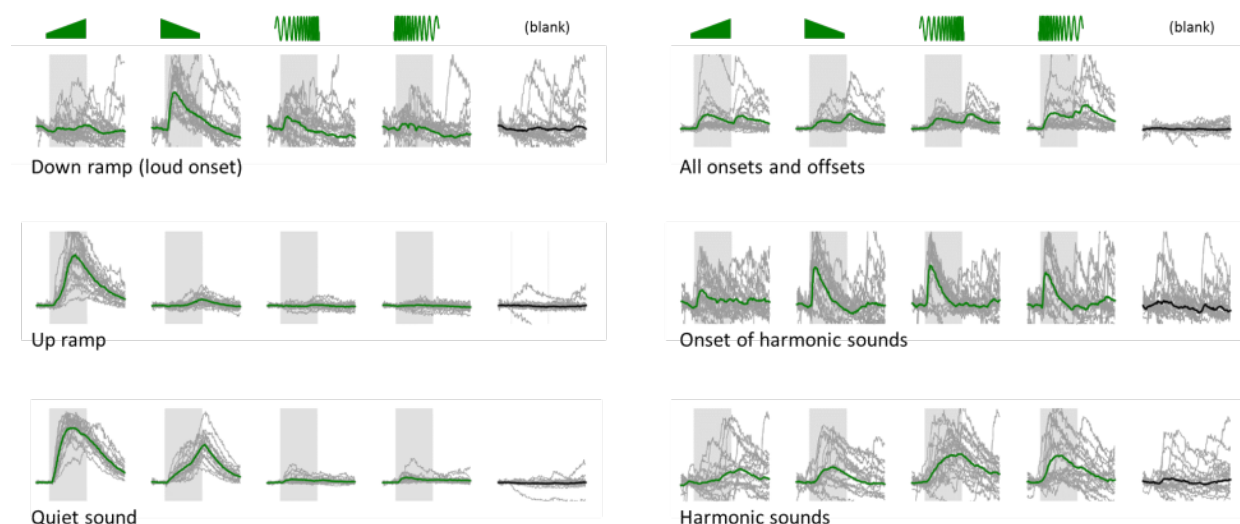 (blank)
(blank)
Down ramp (loud onset)
All onsets and offsets
Up ramp
Onset of harmonic sounds
Quiet sound
Harmonic sounds